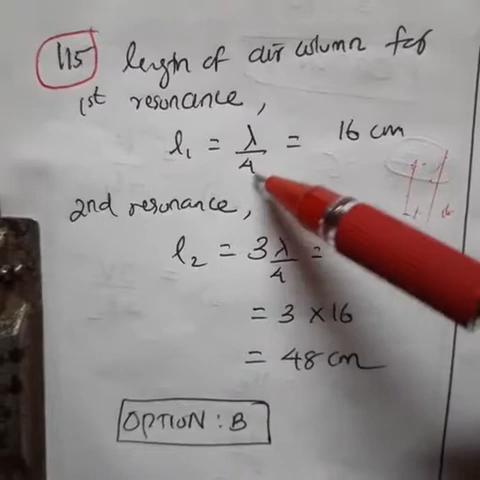 115 length of air column for
1st resonance,
l₁ = λ/4 = 16 cm
2nd resonance,
l₂ = 3λ/4 =
= 3 × 16
= 48 cm
OPTION : B